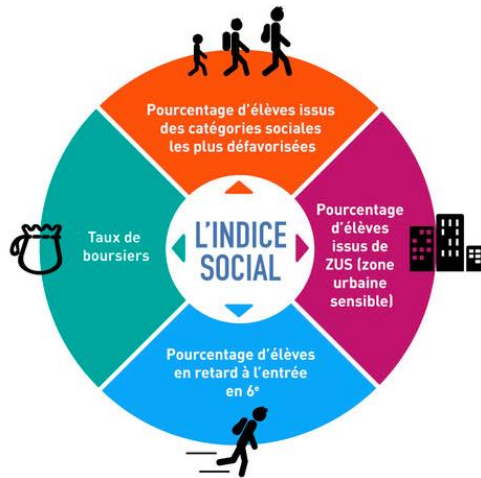 Pourcentage d'élèves issus
des catégories sociales
les plus défavorisées
Taux de
boursiers
L'INDICE
SOCIAL
Pourcentage
d'élèves
issus de
ZUS (zone
urbaine
sensible)
Pourcentage d'élèves
en retard à l'entrée
en 6ᵉ